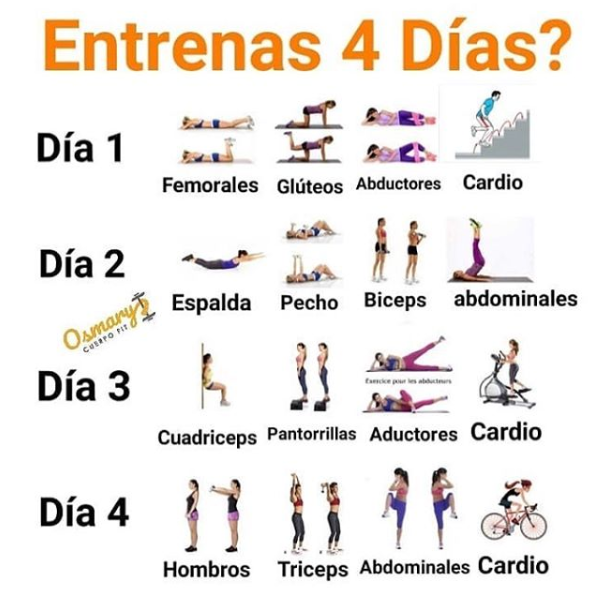 Entrenas 4 Días?
Día 1
Femorales Glúteos Abductores Cardio
Día 2
Espalda Pecho Biceps abdominales
Osmarys
CUERPO FIT
Día 3
Exercice pour les abducteurs
Cuadriceps Pantorrillas Aductores Cardio
Día 4
Hombros Triceps Abdominales Cardio